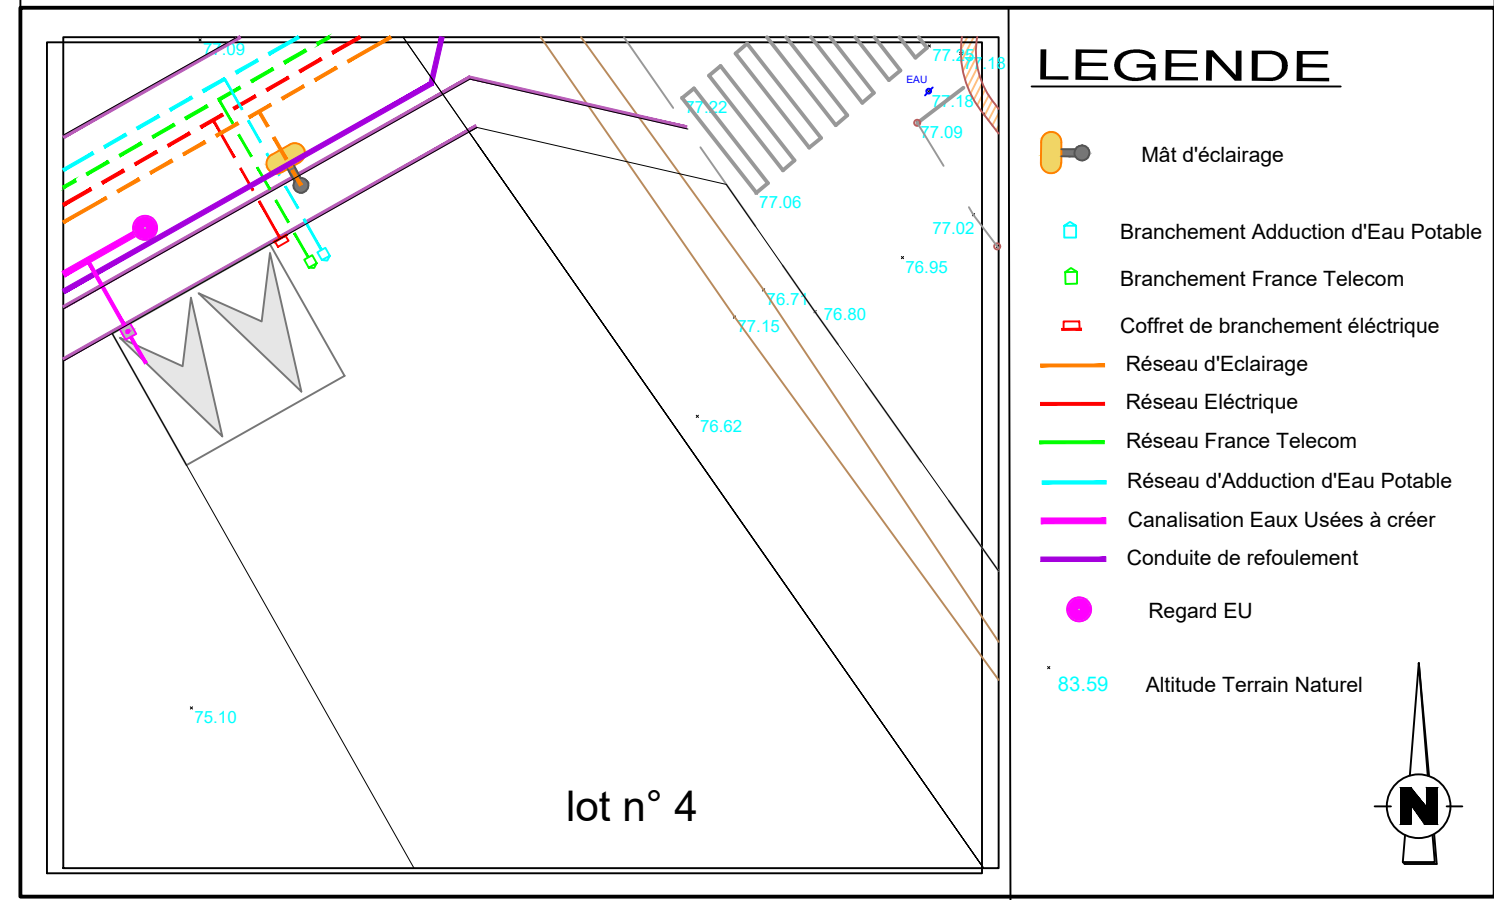 77.09
77.25
77.18
EAU
77.18
77.22
77.09
77.06
77.02
76.95
76.71
76.80
77.15
76.62
75.10
lot n° 4
LEGENDE
Mât d'éclairage
Branchement Adduction d'Eau Potable
Branchement France Telecom
Coffret de branchement éléctrique
Réseau d'Eclairage
Réseau Eléctrique
Réseau France Telecom
Réseau d'Adduction d'Eau Potable
Canalisation Eaux Usées à créer
Conduite de refoulement
Regard EU
83.59 Altitude Terrain Naturel
N